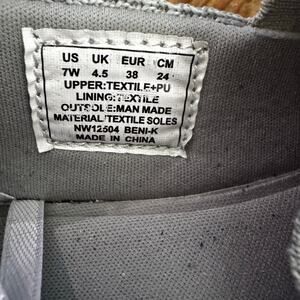 US UK EUR CM
7W 4.5 38 24
UPPER:TEXTILE+PU
LINING:TEXTILE
OUTSOLE:MAN MADE
MATERIAL/TEXTILE SOLES
NW12504 BENI-K
MADE IN CHINA